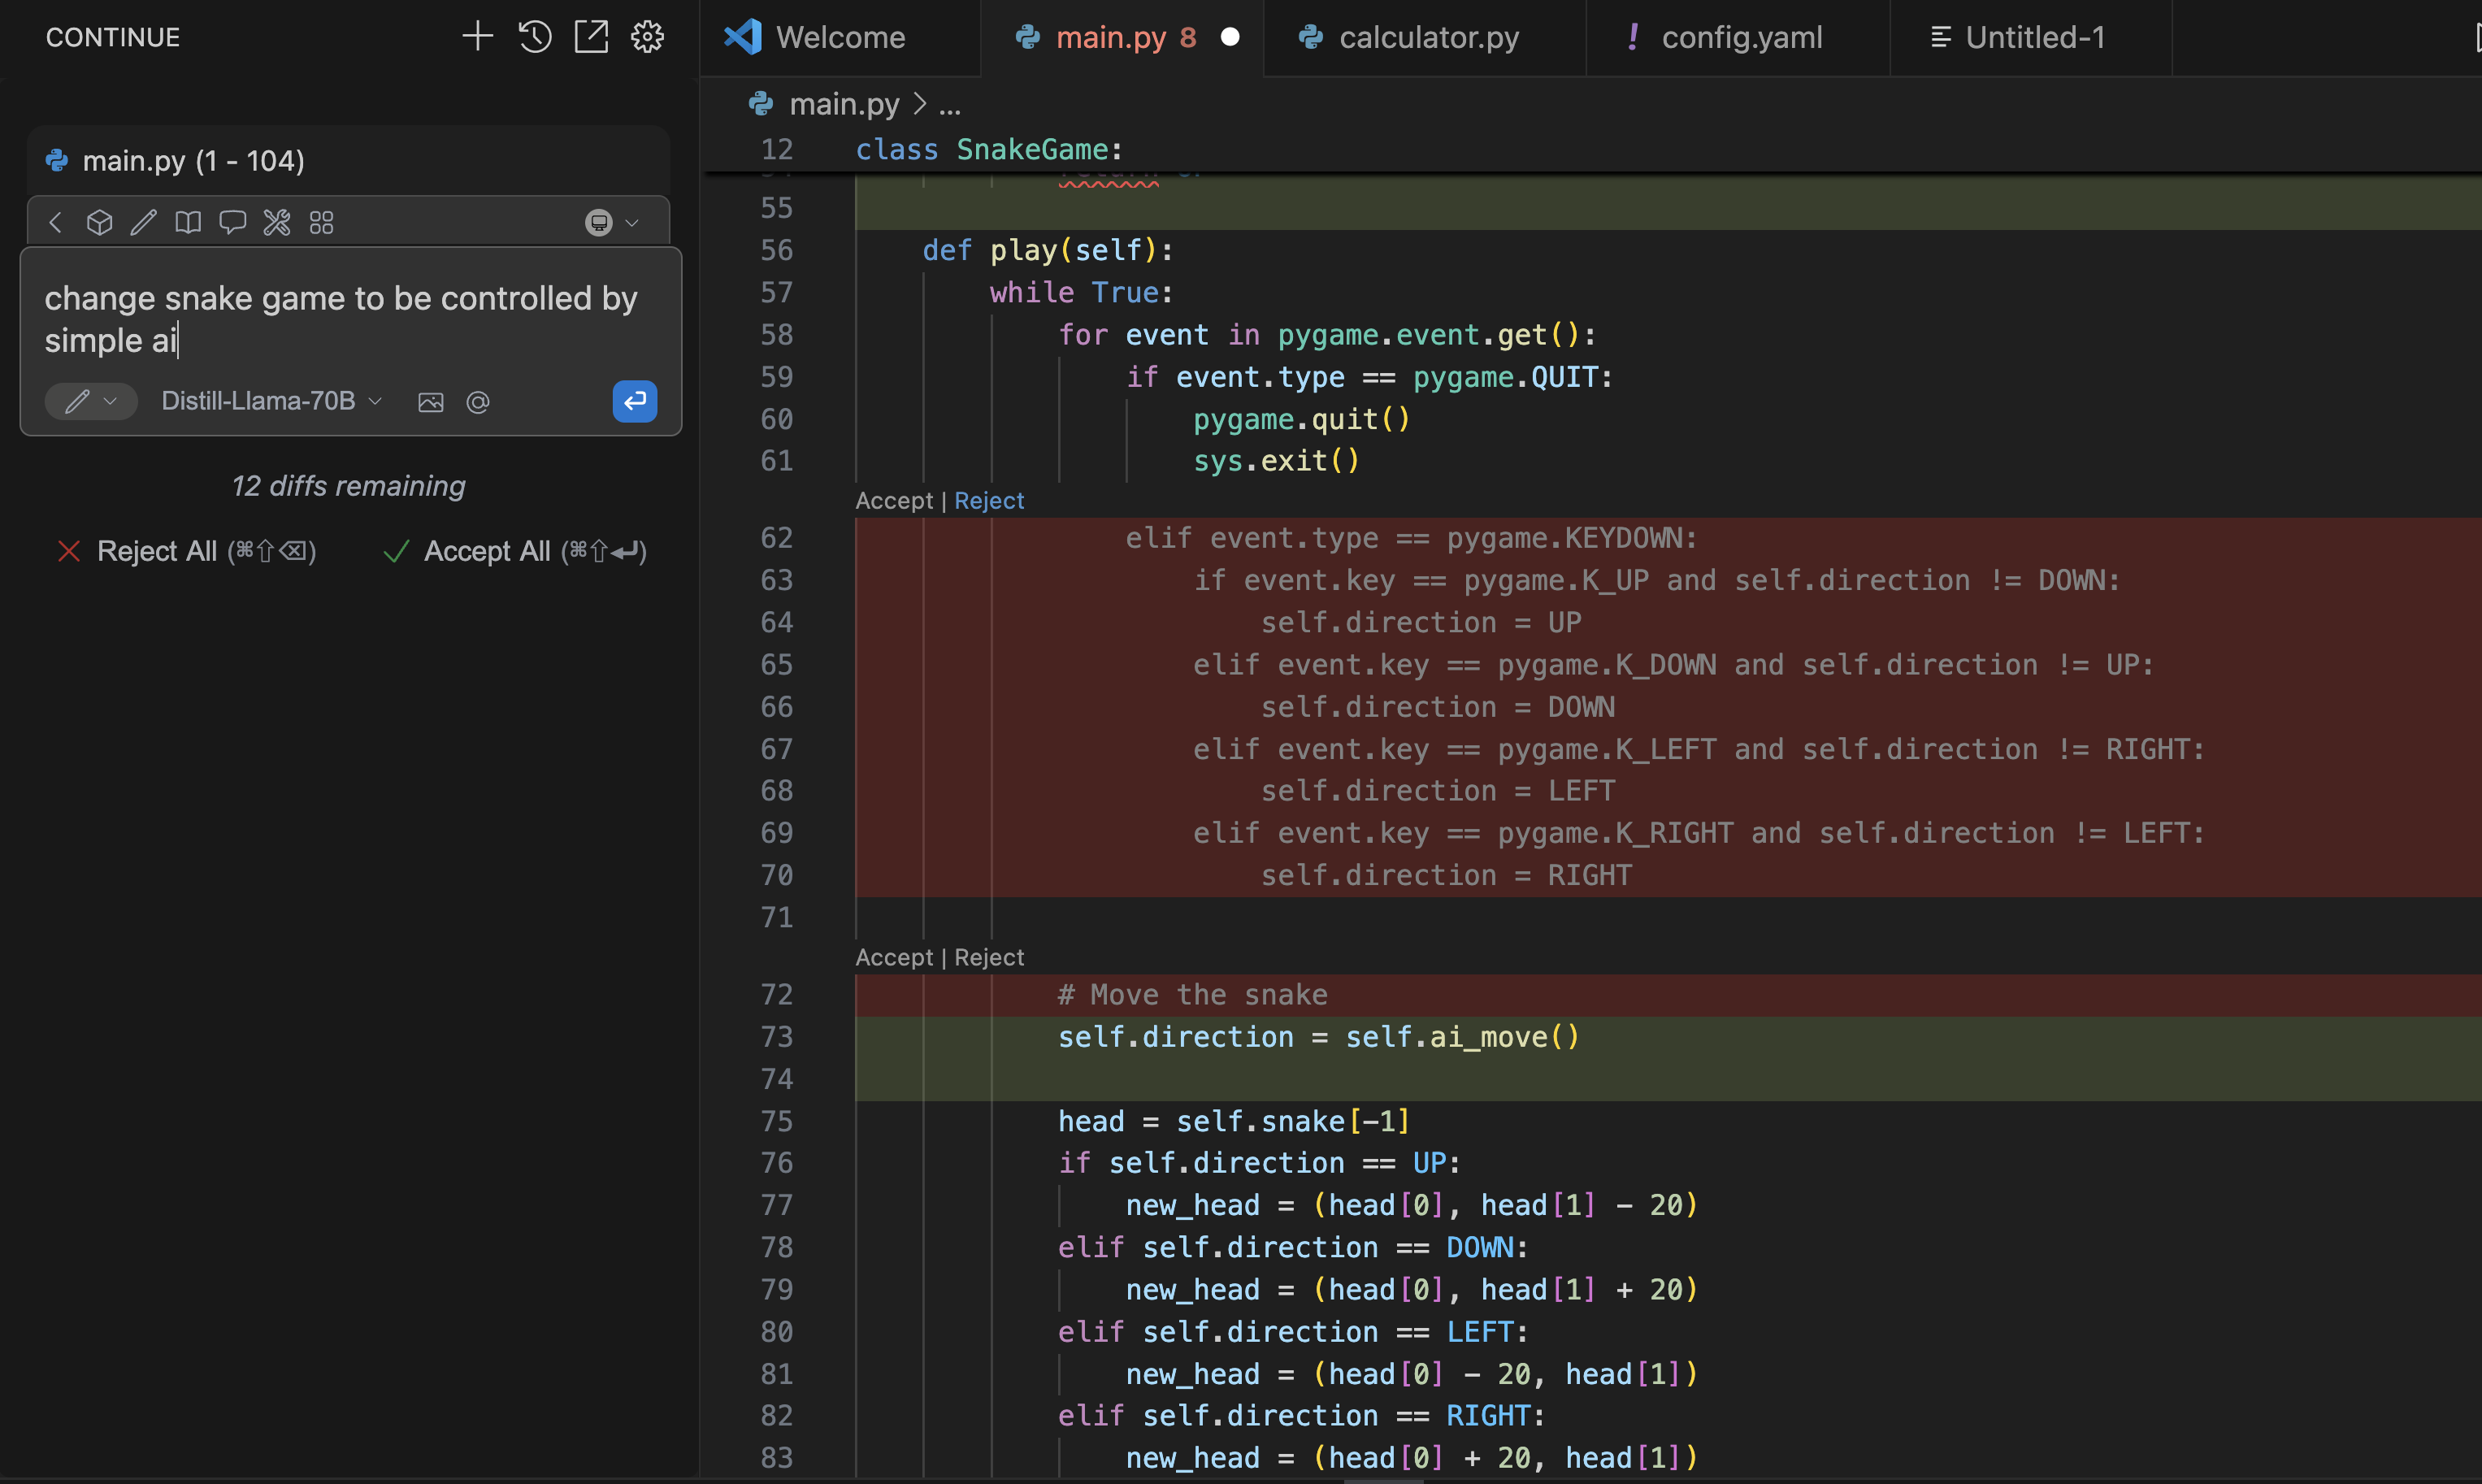 CONTINUE
main.py (1 - 104)
change snake game to be controlled by
simple ai
Distill-Llama-70B
12 diffs remaining
Reject All (⌘⇧⌫) Accept All (⌘⇧↵)
Welcome main.py 8 calculator.py ! config.yaml Untitled-1
main.py > ...
12 class SnakeGame:
55
56 def play(self):
57 while True:
58 for event in pygame.event.get():
59 if event.type == pygame.QUIT:
60 pygame.quit()
61 sys.exit()
Accept | Reject
62 elif event.type == pygame.KEYDOWN:
63 if event.key == pygame.K_UP and self.direction != DOWN:
64 self.direction = UP
65 elif event.key == pygame.K_DOWN and self.direction != UP:
66 self.direction = DOWN
67 elif event.key == pygame.K_LEFT and self.direction != RIGHT:
68 self.direction = LEFT
69 elif event.key == pygame.K_RIGHT and self.direction != LEFT:
70 self.direction = RIGHT
71
Accept | Reject
72 # Move the snake
73 self.direction = self.ai_move()
74
75 head = self.snake[-1]
76 if self.direction == UP:
77 new_head = (head[0], head[1] - 20)
78 elif self.direction == DOWN:
79 new_head = (head[0], head[1] + 20)
80 elif self.direction == LEFT:
81 new_head = (head[0] - 20, head[1])
82 elif self.direction == RIGHT:
83 new_head = (head[0] + 20, head[1])